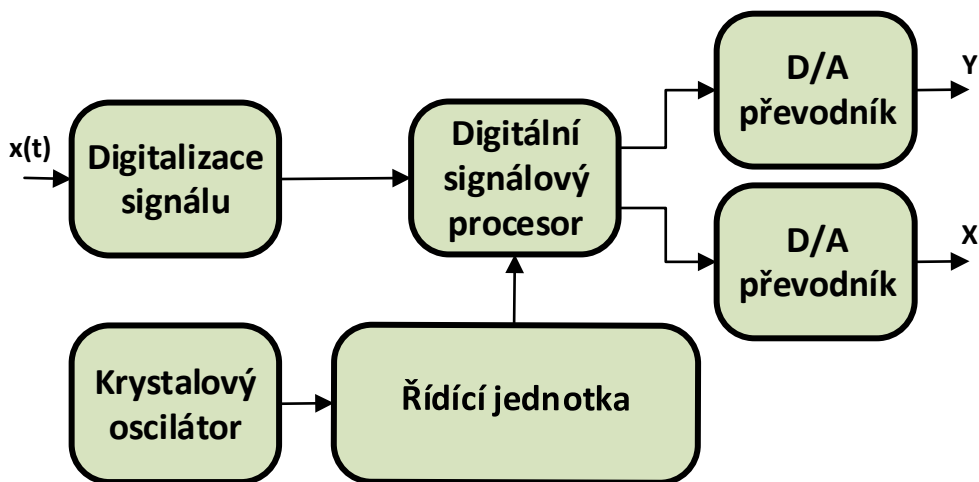 x(t)
Digitalizace
signálu
Digitální
signálový
procesor
D/A
převodník
Y
D/A
převodník
X
Krystalový
oscilátor
Řídící jednotka